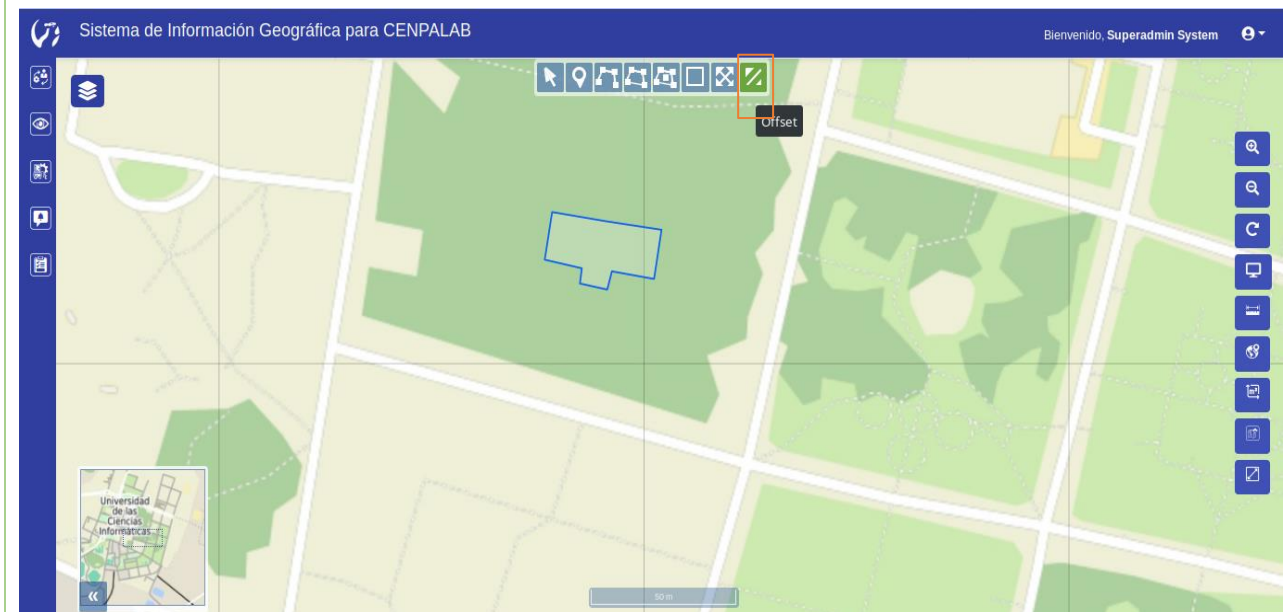 Sistema de Información Geográfica para CENPALAB
Bienvenido, Superadmin System
Offset
Universidad
de las
Ciencias
Informáticas
«
50 m